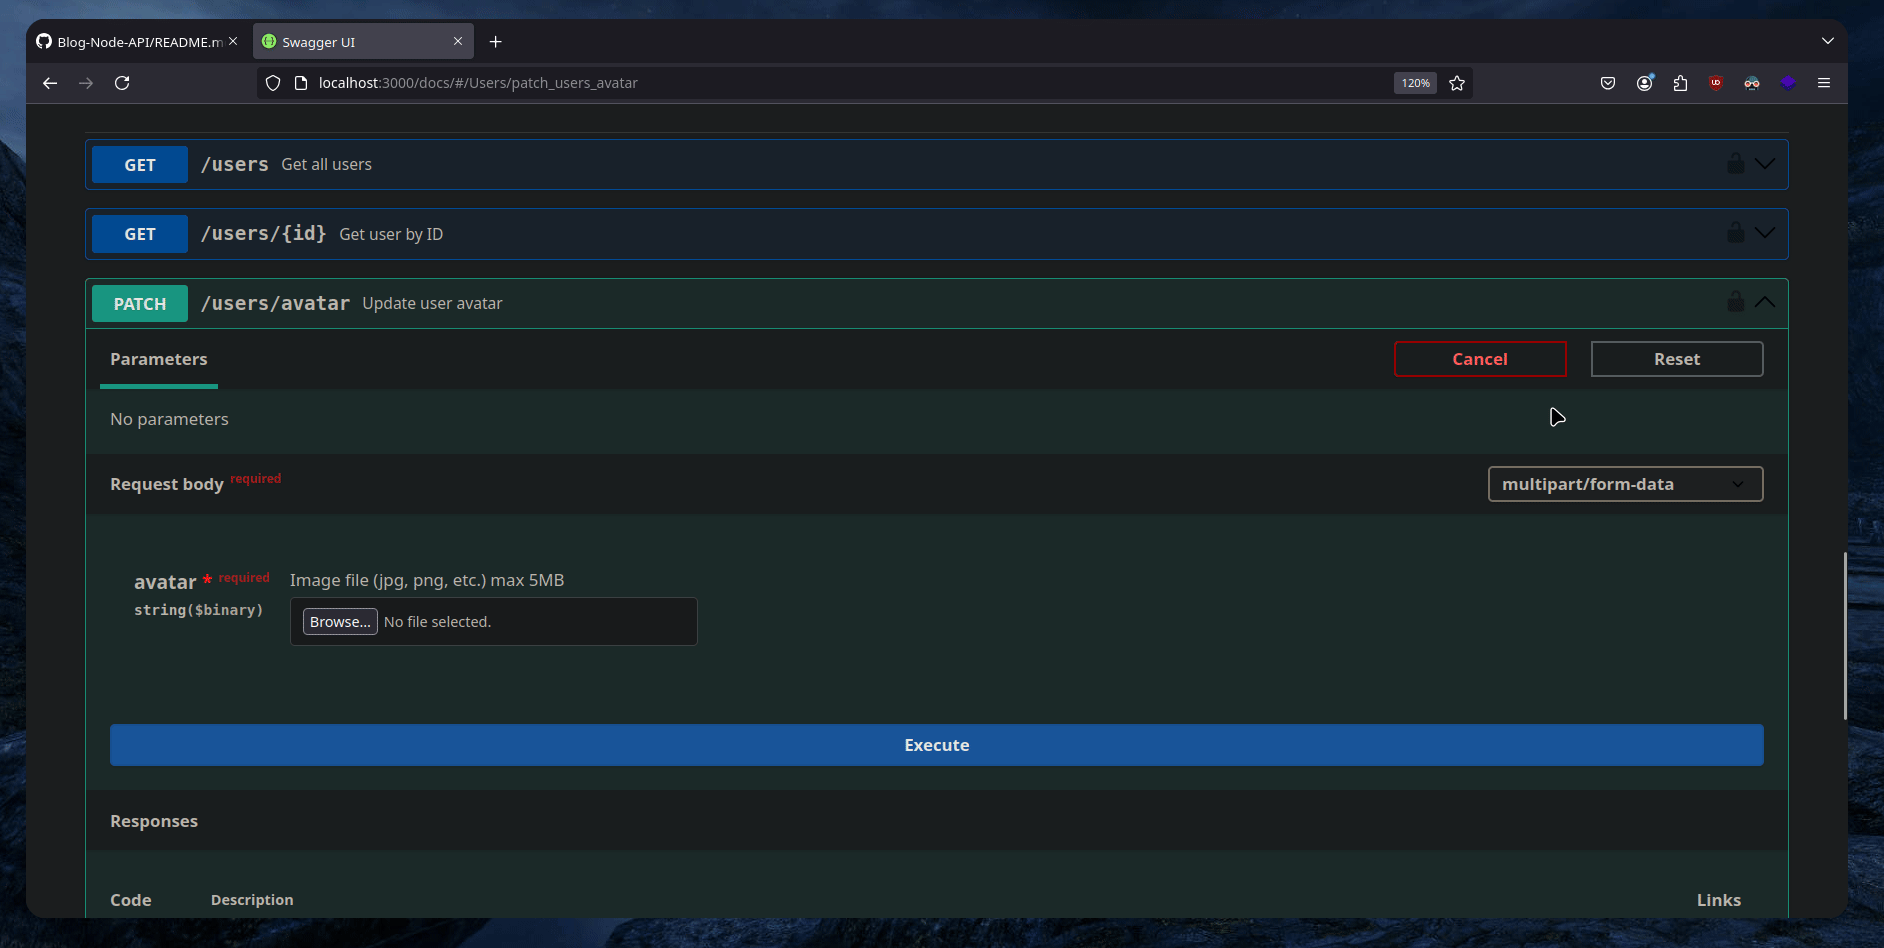 Blog-Node-API/README.m
Swagger UI
localhost:3000/docs/#/Users/patch_users_avatar
120%
GET /users Get all users
GET /users/{id} Get user by ID
PATCH /users/avatar Update user avatar
Parameters
Cancel
Reset
No parameters
Request body required
multipart/form-data
avatar * required
string($binary)
Image file (jpg, png, etc.) max 5MB
Browse... No file selected.
Execute
Responses
Code Description Links